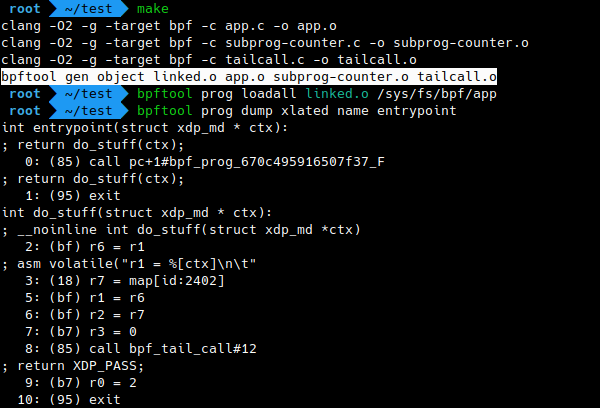 root ~/test make
clang -O2 -g -target bpf -c app.c -o app.o
clang -O2 -g -target bpf -c subprog-counter.c -o subprog-counter.o
clang -O2 -g -target bpf -c tailcall.c -o tailcall.o
bpftool gen object linked.o app.o subprog-counter.o tailcall.o
root ~/test bpftool prog loadall linked.o /sys/fs/bpf/app
root ~/test bpftool prog dump xlated name entrypoint
int entrypoint(struct xdp_md * ctx):
; return do_stuff(ctx);
0: (85) call pc+1#bpf_prog_670c495916507f37_F
; return do_stuff(ctx);
1: (95) exit
int do_stuff(struct xdp_md * ctx):
; __noinline int do_stuff(struct xdp_md *ctx)
2: (bf) r6 = r1
; asm volatile("r1 = %[ctx]\n\t"
3: (18) r7 = map[id:2402]
5: (bf) r1 = r6
6: (bf) r2 = r7
7: (b7) r3 = 0
8: (85) call bpf_tail_call#12
; return XDP_PASS;
9: (b7) r0 = 2
10: (95) exit